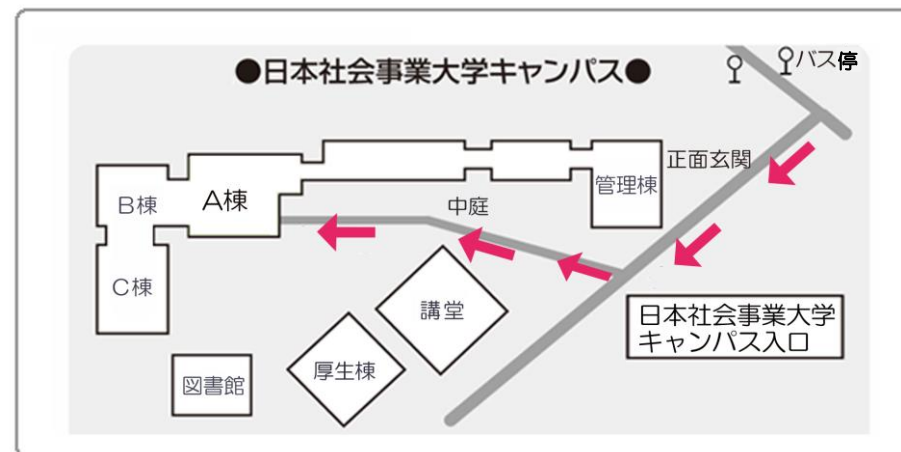 ●日本社会事業大学キャンパス●
バス停
正面玄関
管理棟
B棟
A棟
中庭
C棟
講堂
日本社会事業大学
キャンパス入口
厚生棟
図書館